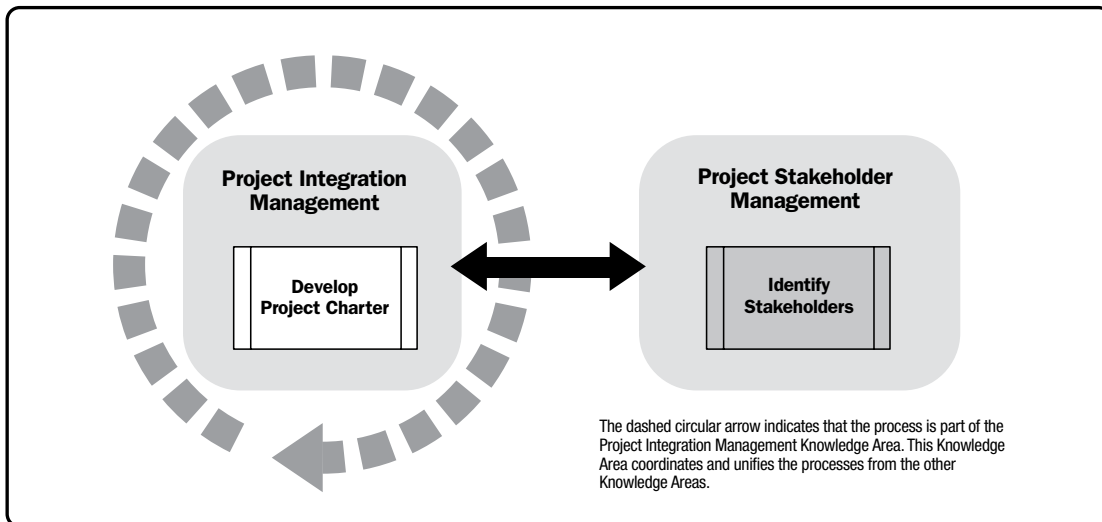 Project Integration
Management
Develop
Project Charter
Project Stakeholder
Management
Identify
Stakeholders
The dashed circular arrow indicates that the process is part of the
Project Integration Management Knowledge Area. This Knowledge
Area coordinates and unifies the processes from the other
Knowledge Areas.